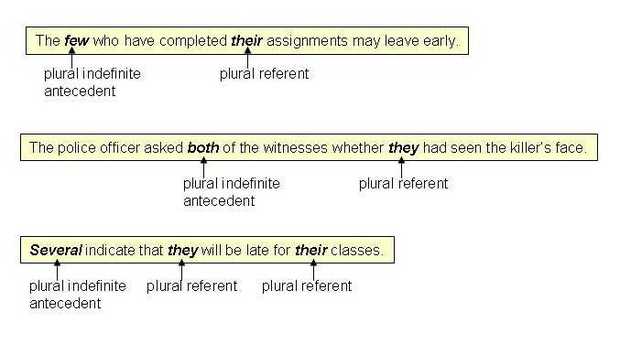 The few who have completed their assignments may leave early.
plural indefinite antecedent
plural referent
The police officer asked both of the witnesses whether they had seen the killer's face.
plural indefinite antecedent
plural referent
Several indicate that they will be late for their classes.
plural indefinite antecedent
plural referent
plural referent